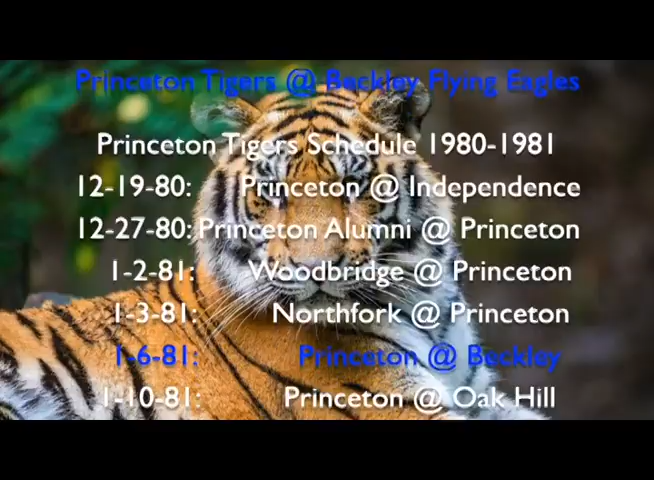 Princeton Tigers @ Beckley Flying Eagles
Princeton Tigers Schedule 1980-1981
12-19-80: Princeton @ Independence
12-27-80: Princeton Alumni @ Princeton
1-2-81: Woodbridge @ Princeton
1-3-81: Northfork @ Princeton
1-6-81: Princeton @ Beckley
1-10-81: Princeton @ Oak Hill